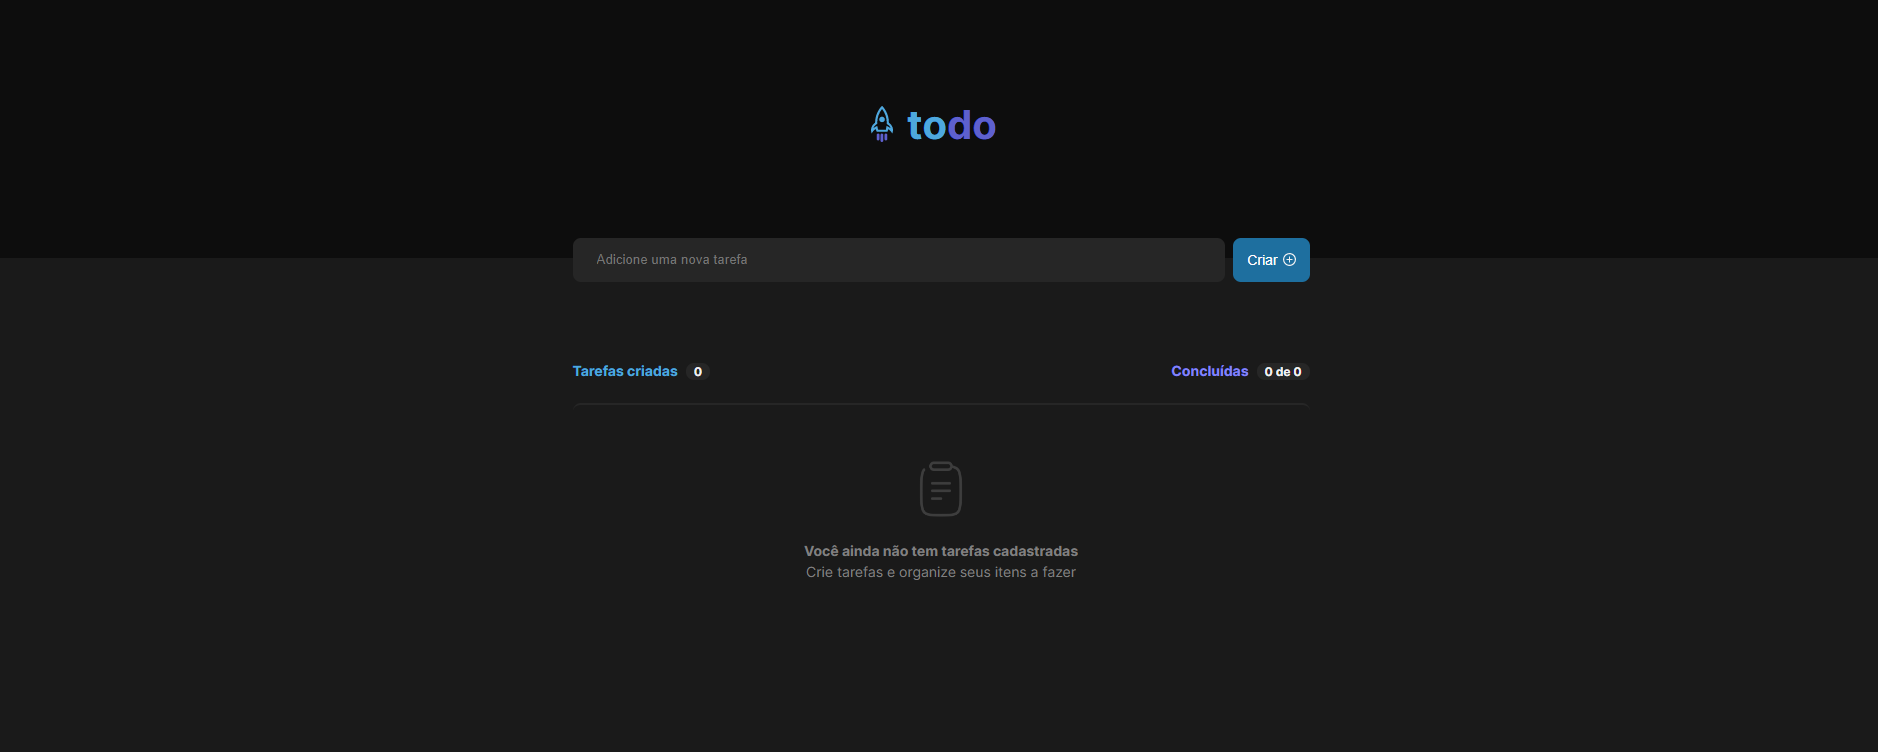 todo
Adicione uma nova tarefa
Criar
Tarefas criadas 0
Concluídas 0 de 0
Você ainda não tem tarefas cadastradas
Crie tarefas e organize seus itens a fazer